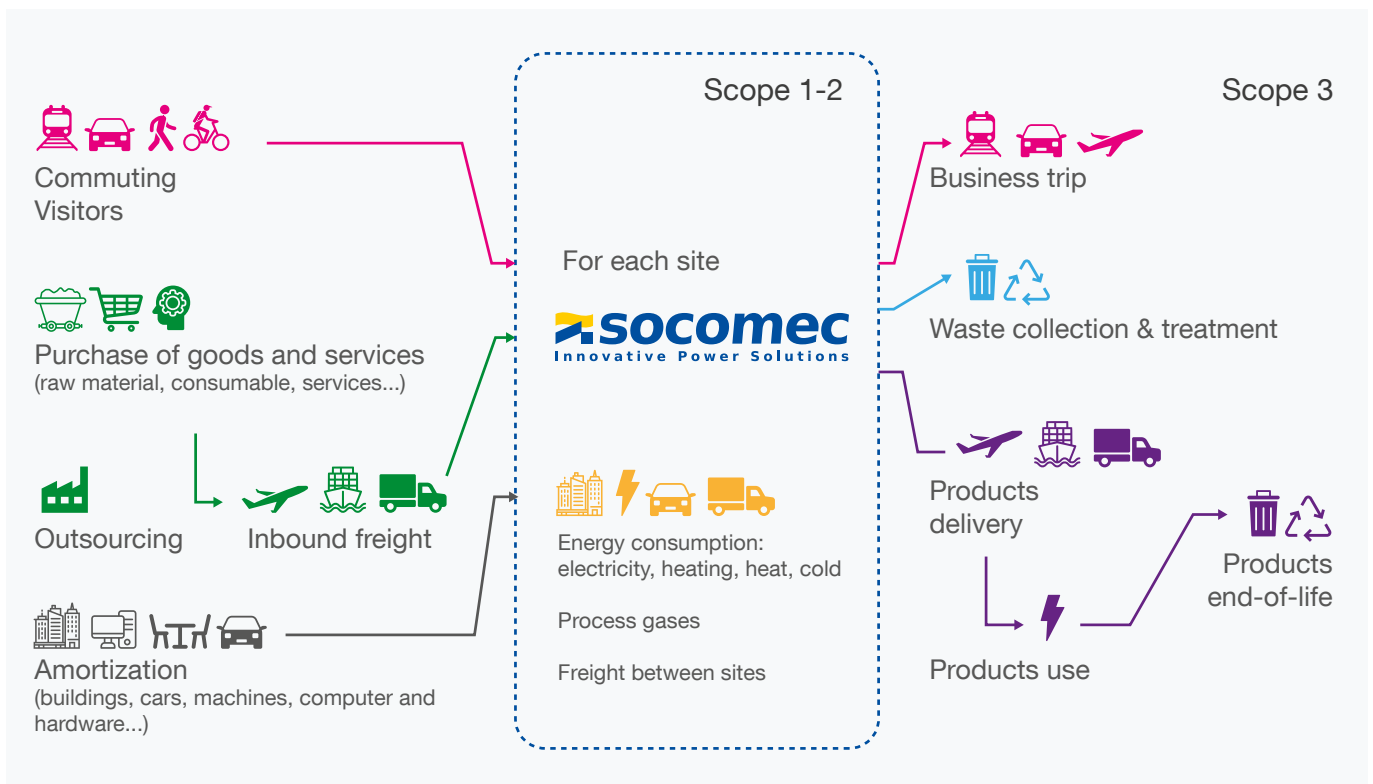 Scope 1-2
Scope 3
Commuting
Visitors
Business trip
For each site
socomec
Innovative Power Solutions
Waste collection & treatment
Purchase of goods and services
(raw material, consumable, services...)
Outsourcing
Inbound freight
Energy consumption:
electricity, heating, heat, cold
Process gases
Freight between sites
Products
delivery
Products
end-of-life
Products use
Amortization
(buildings, cars, machines, computer and
hardware...)